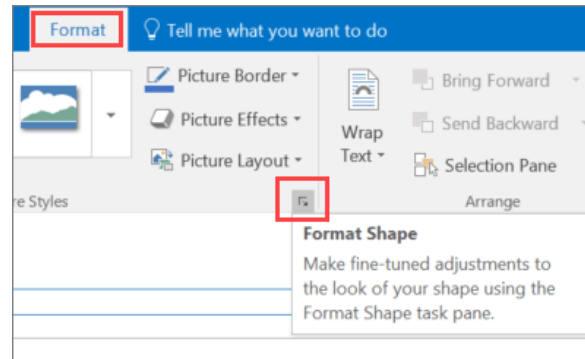 Format
Tell me what you want to do
Picture Border
Picture Effects
Picture Layout
Wrap
Text
Bring Forward
Send Backward
Selection Pane
re Styles
Arrange
Format Shape
Make fine-tuned adjustments to
the look of your shape using the
Format Shape task pane.